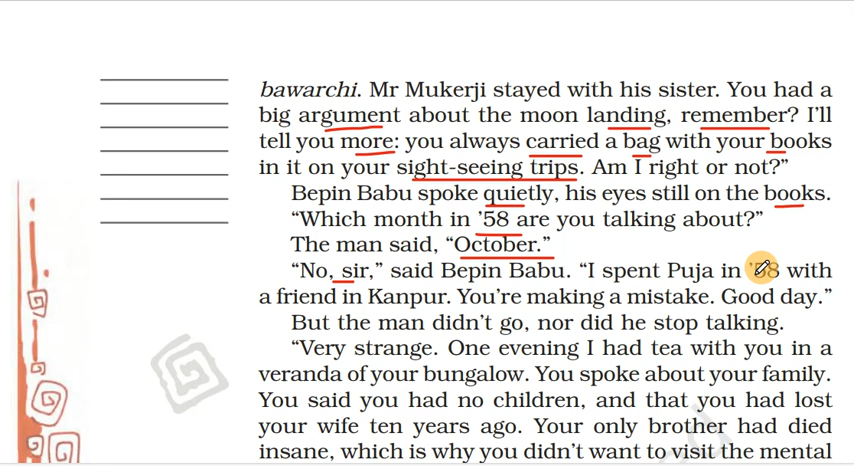 bawarchi. Mr Mukerji stayed with his sister. You had a
big argument about the moon landing, remember? I'll
tell you more: you always carried a bag with your books
in it on your sight-seeing trips. Am I right or not?”
Bepin Babu spoke quietly, his eyes still on the books.
“Which month in ’58 are you talking about?”
The man said, “October.”
“No, sir,” said Bepin Babu. “I spent Puja in ’58 with
a friend in Kanpur. You're making a mistake. Good day.”
But the man didn't go, nor did he stop talking.
“Very strange. One evening I had tea with you in a
veranda of your bungalow. You spoke about your family.
You said you had no children, and that you had lost
your wife ten years ago. Your only brother had died
insane, which is why you didn't want to visit the mental